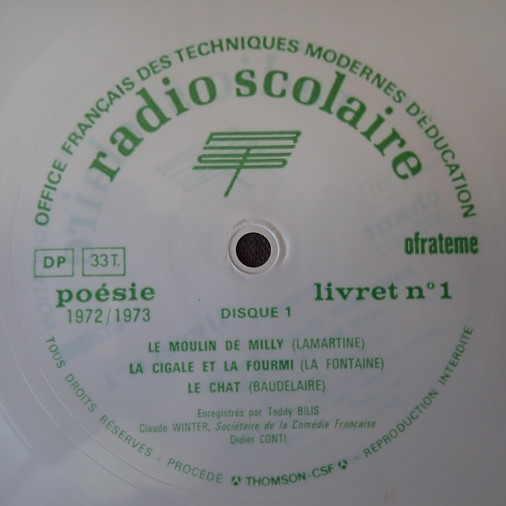 OFFICE FRANÇAIS DES TECHNIQUES MODERNES D'ÉDUCATION
radio scolaire
ofrateme
DP 33T.
poésie
1972/1973
DISQUE 1
livret n° 1
LE MOULIN DE MILLY (LAMARTINE)
LA CIGALE ET LA FOURMI (LA FONTAINE)
LE CHAT (BAUDELAIRE)
Enregistrés par Teddy BILIS
Claude WINTER, Sociétaire de la Comédie Française
Didier CONTI
TOUS DROITS RÉSERVÉS - PROCÉDÉ THOMSON-CSF - REPRODUCTION INTERDITE